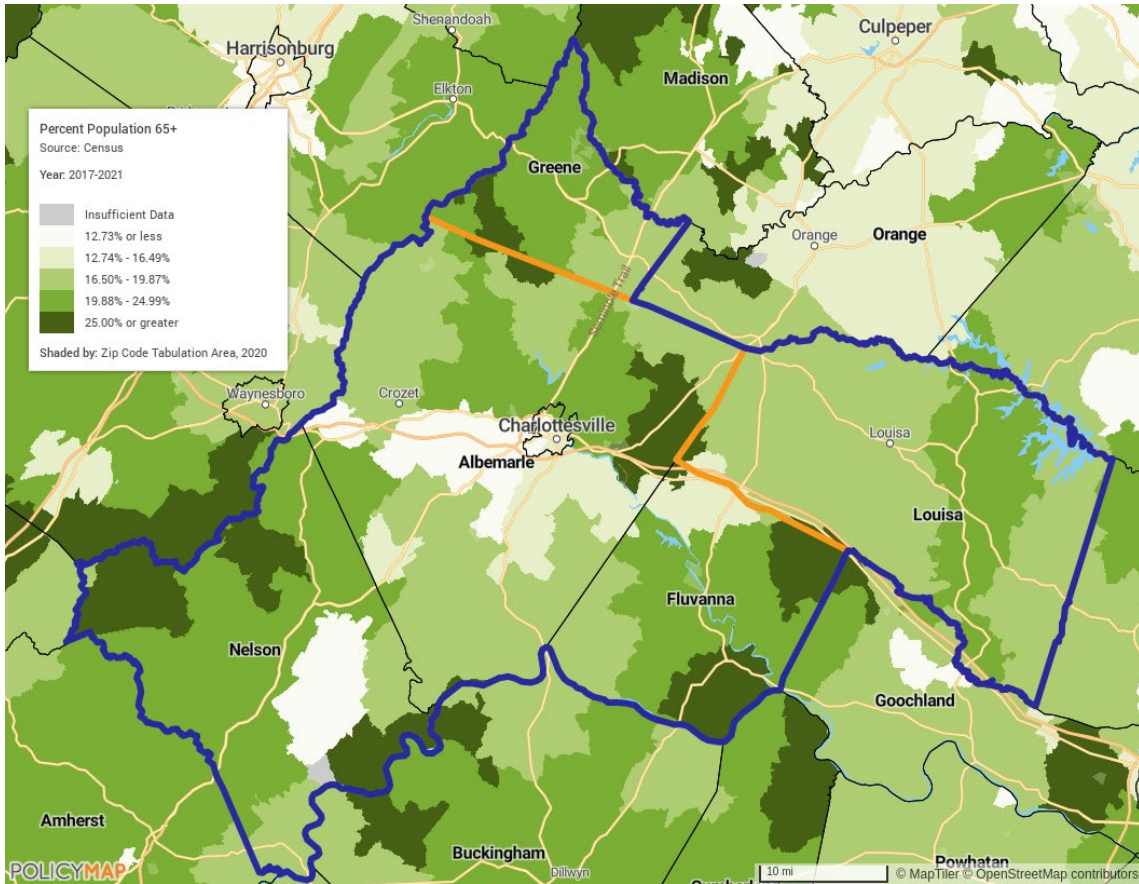 Shenandoah
Culpeper
Harrisonburg
Madison
Elkton
Percent Population 65+
Source: Census
Year: 2017-2021
Insufficient Data
12.73% or less
12.74% - 16.49%
16.50% - 19.87%
19.88% - 24.99%
25.00% or greater
Shaded by: Zip Code Tabulation Area, 2020
Greene
Orange
Orange
Seminole Trail
Waynesboro
Crozet
Charlottesville
Louisa
Albemarle
Louisa
Fluvanna
Nelson
Goochland
Amherst
Buckingham
Dillwyn
Powhatan
POLICYMAP
10 mi
© MapTiler © OpenStreetMap contributors